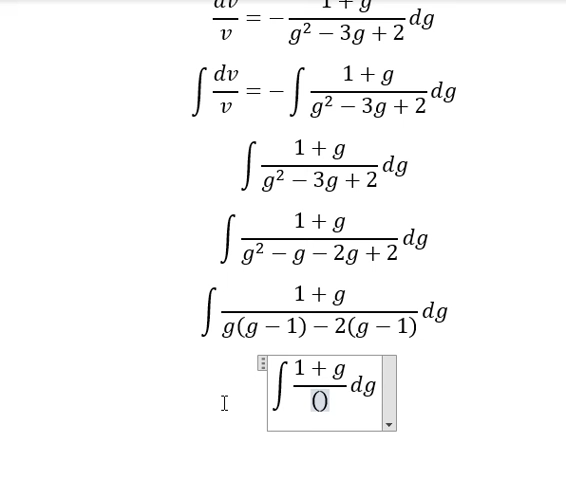 dv/v = − (1 + g)/(g² − 3g + 2) dg
∫ dv/v = − ∫ (1 + g)/(g² − 3g + 2) dg
∫ (1 + g)/(g² − 3g + 2) dg
∫ (1 + g)/(g² − g − 2g + 2) dg
∫ (1 + g)/(g(g − 1) − 2(g − 1)) dg
∫ (1 + g)/() dg